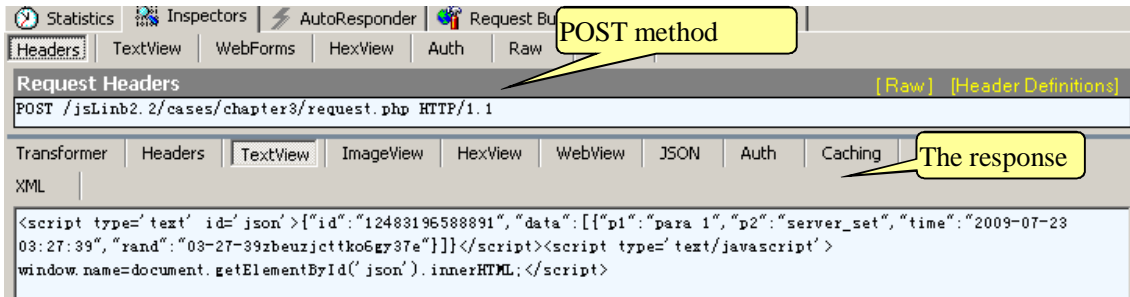 Statistics Inspectors AutoResponder Request Bu
POST method
Headers TextView WebForms HexView Auth Raw
Request Headers [Raw] [Header Definitions]
POST /jsLinb2.2/cases/chapter3/request.php HTTP/1.1
Transformer Headers TextView ImageView HexView WebView JSON Auth Caching
The response
XML
<script type='text' id='json'>{"id":"12483196588891","data":[{"p1":"para 1","p2":"server_set","time":"2009-07-23
03:27:39","rand":"03-27-39zbeuzjcttko6gy37e"}]}</script><script type='text/javascript'>
window.name=document.getElementById('json').innerHTML;</script>